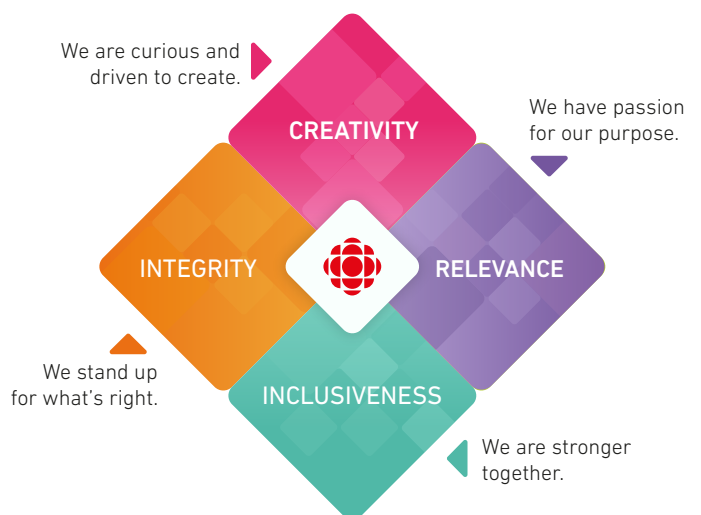 We are curious and
driven to create.
CREATIVITY
We have passion
for our purpose.
INTEGRITY
RELEVANCE
We stand up
for what's right.
INCLUSIVENESS
We are stronger
together.